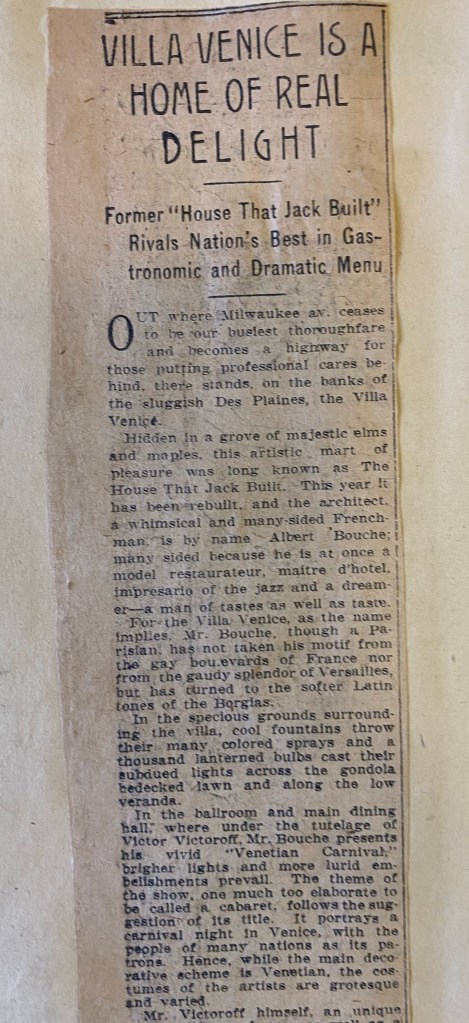 VILLA VENICE IS A
HOME OF REAL
DELIGHT
Former "House That Jack Built"
Rivals Nation's Best in Gas-
tronomic and Dramatic Menu
OUT where Milwaukee av. ceases
to be our busiest thoroughfare
and becomes a highway for
those putting professional cares be-
hind, there stands, on the banks of
the sluggish Des Plaines, the Villa
Venice.
Hidden in a grove of majestic elms
and maples, this artistic mart of
pleasure was long known as The
House That Jack Built. This year it
has been rebuilt, and the architect,
a whimsical and many-sided French-
man, is by name Albert Bouche;
many sided because he is at once a
model restaurateur, maitre d'hotel,
impresario of the jazz and a dream-
er—a man of tastes as well as taste.
For the Villa Venice, as the name
implies, Mr. Bouche, though a Pa-
risian, has not taken his motif from
the gay bou.evards of France nor
from the gaudy splendor of Versailles,
but has turned to the softer Latin
tones of the Borgias.
In the specious grounds surround-
ing the villa, cool fountains throw
their many colored sprays and a
thousand lanterned bulbs cast their
subdued lights across the gondola
bedecked lawn and along the low
veranda.
In the ballroom and main dining
hall, where under the tutelage of
Victor Victoroff, Mr. Bouche presents
his vivid "Venetian Carnival,"
brigher lights and more lurid em-
belishments prevail. The theme of
the show, one much too elaborate to
be called a cabaret, follows the sug-
gestion of its title. It portrays a
carnival night in Venice, with the
people of many nations as its pa-
trons. Hence, while the main deco-
rative scheme is Venetian, the cos-
tumes of the artists are grotesque
and varied.
Mr. Victoroff himself, an unique